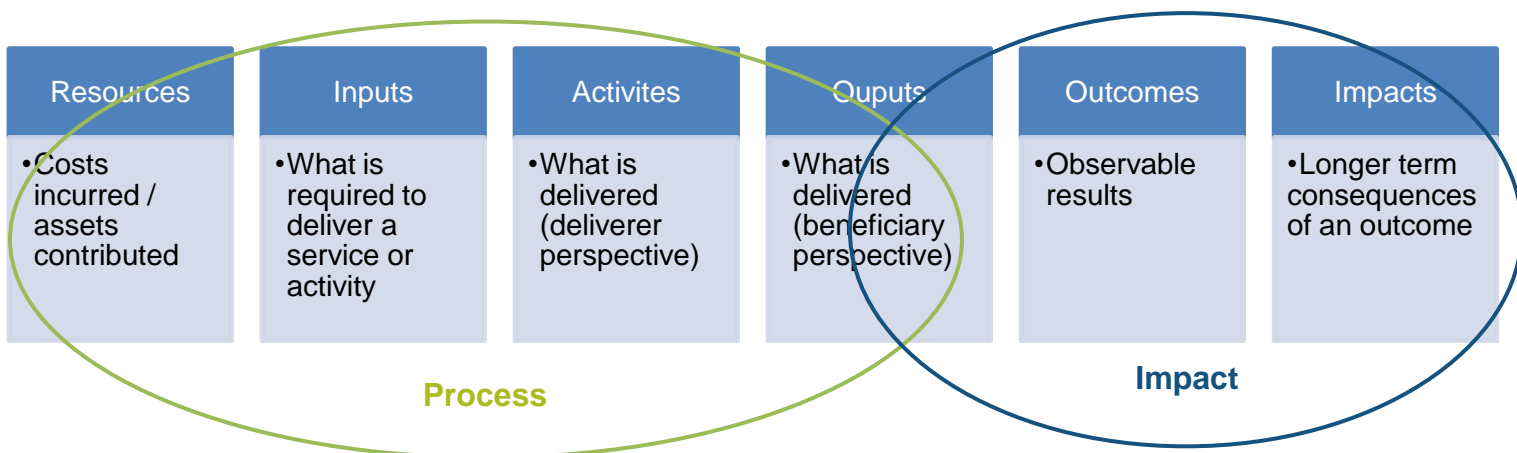 Resources
•Costs
incurred /
assets
contributed
Inputs
•What is
required to
deliver a
service or
activity
Activites
•What is
delivered
(deliverer
perspective)
Ouputs
•What is
delivered
(beneficiary
perspective)
Outcomes
•Observable
results
Impacts
•Longer term
consequences
of an outcome
Process
Impact